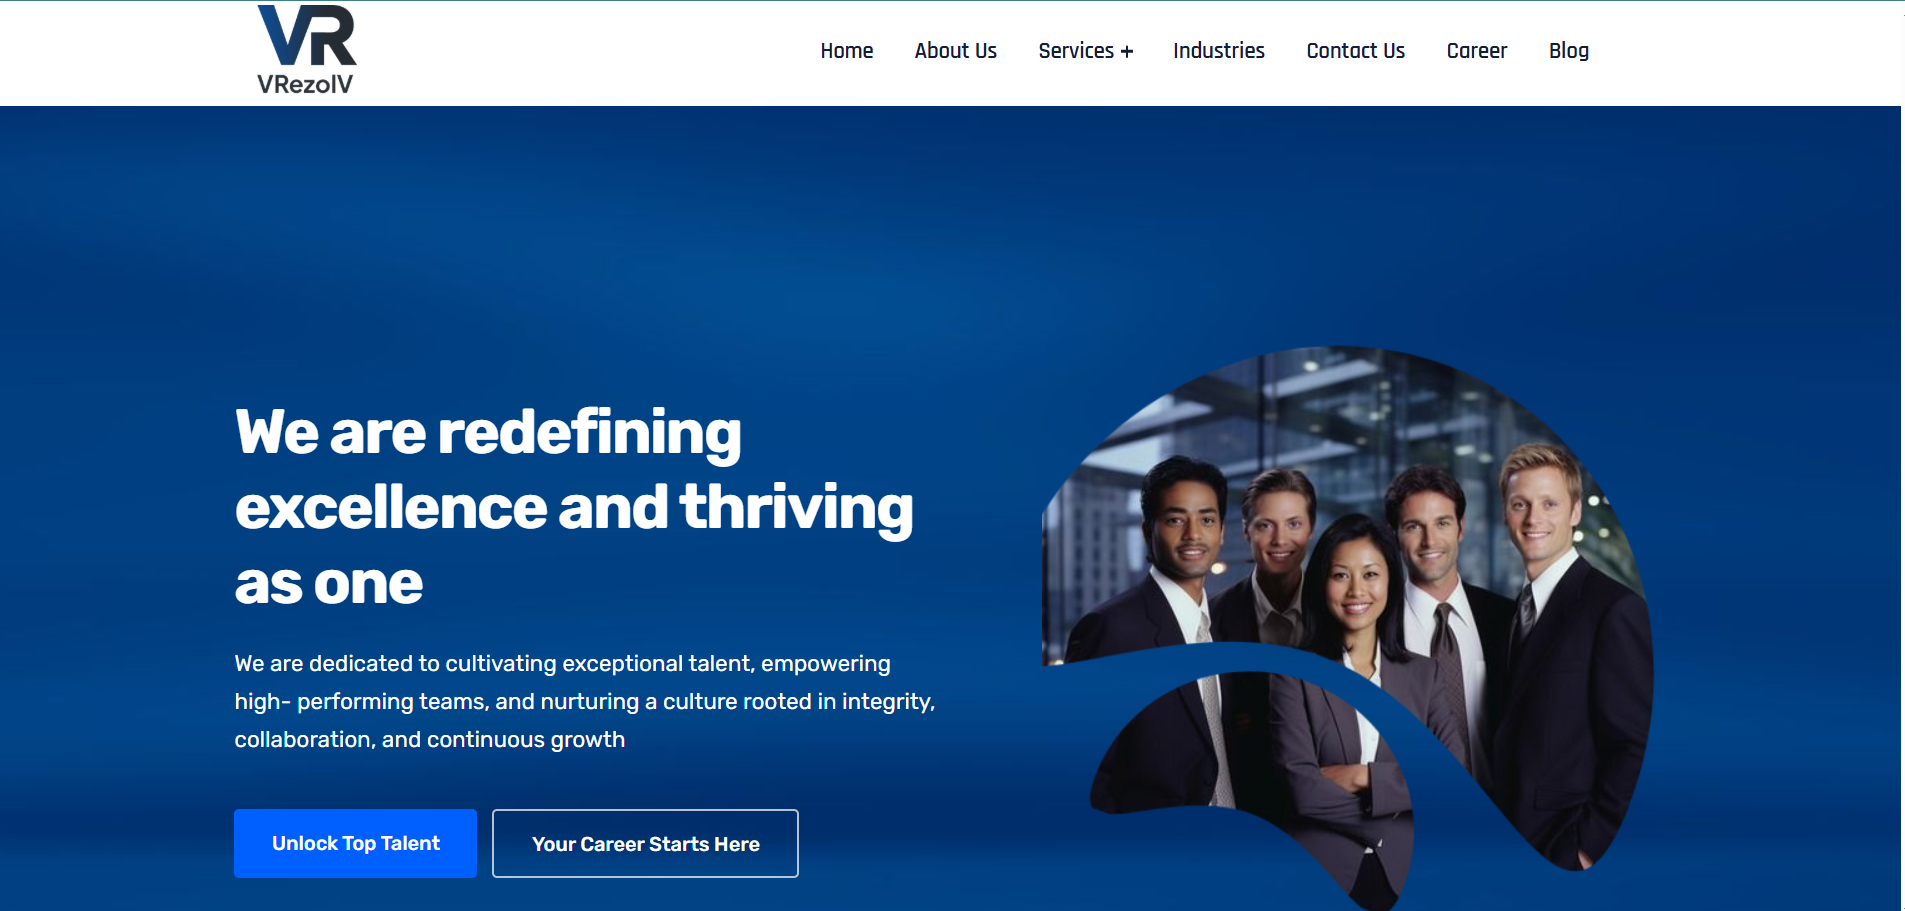 VR
VRezolV
Home About Us Services + Industries Contact Us Career Blog
We are redefining
excellence and thriving
as one
We are dedicated to cultivating exceptional talent, empowering
high- performing teams, and nurturing a culture rooted in integrity,
collaboration, and continuous growth
Unlock Top Talent Your Career Starts Here